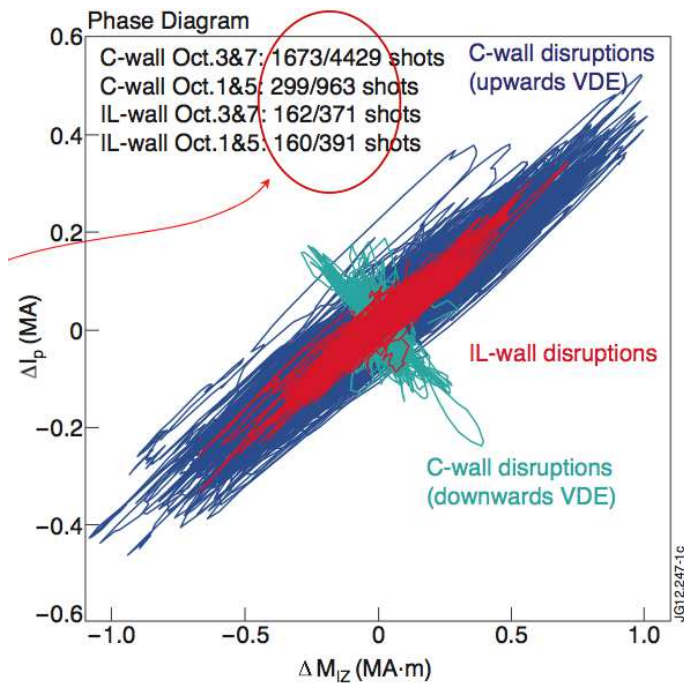 Phase Diagram
0.6
C-wall Oct.3&7: 1673/4429 shots
C-wall Oct.1&5: 299/963 shots
IL-wall Oct.3&7: 162/371 shots
IL-wall Oct.1&5: 160/391 shots
C-wall disruptions
(upwards VDE)
0.4
0.2
0
−0.2
−0.4
−0.6
ΔIp (MA)
IL-wall disruptions
C-wall disruptions
(downwards VDE)
JG12.247-1c
−1.0
−0.5
0
0.5
1.0
Δ MIZ (MA·m)